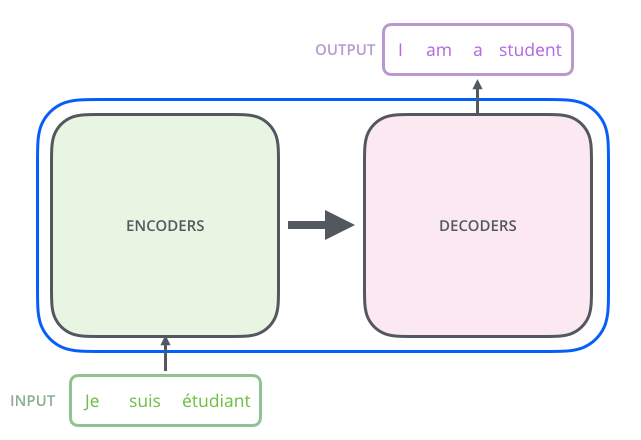 OUTPUT I am a student
ENCODERS DECODERS
INPUT Je suis étudiant